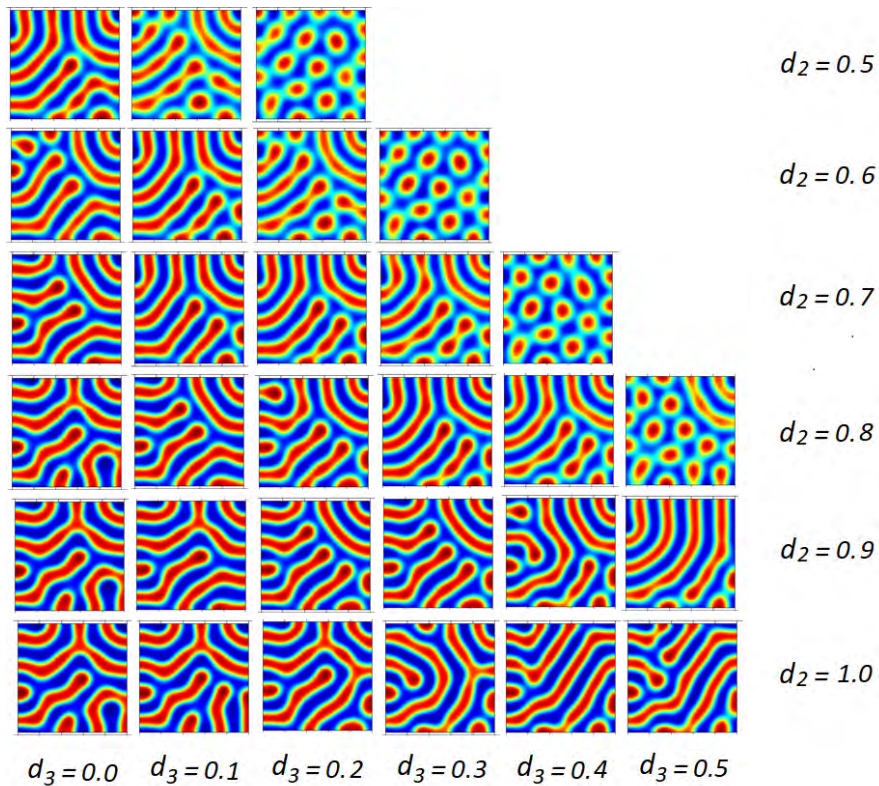 d₂ = 0.5
d₂ = 0.6
d₂ = 0.7
d₂ = 0.8
d₂ = 0.9
d₂ = 1.0
d₃ = 0.0 d₃ = 0.1 d₃ = 0.2 d₃ = 0.3 d₃ = 0.4 d₃ = 0.5